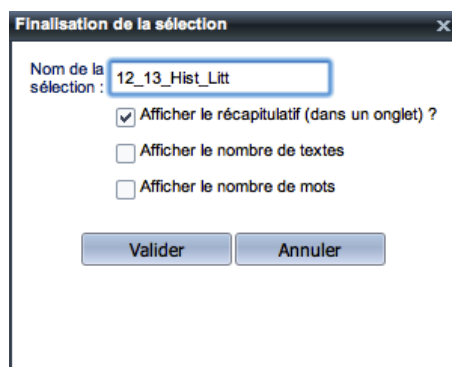 Finalisation de la sélection x
Nom de la
sélection :
12_13_Hist_Litt
Afficher le récapitulatif (dans un onglet) ?
Afficher le nombre de textes
Afficher le nombre de mots
Valider Annuler